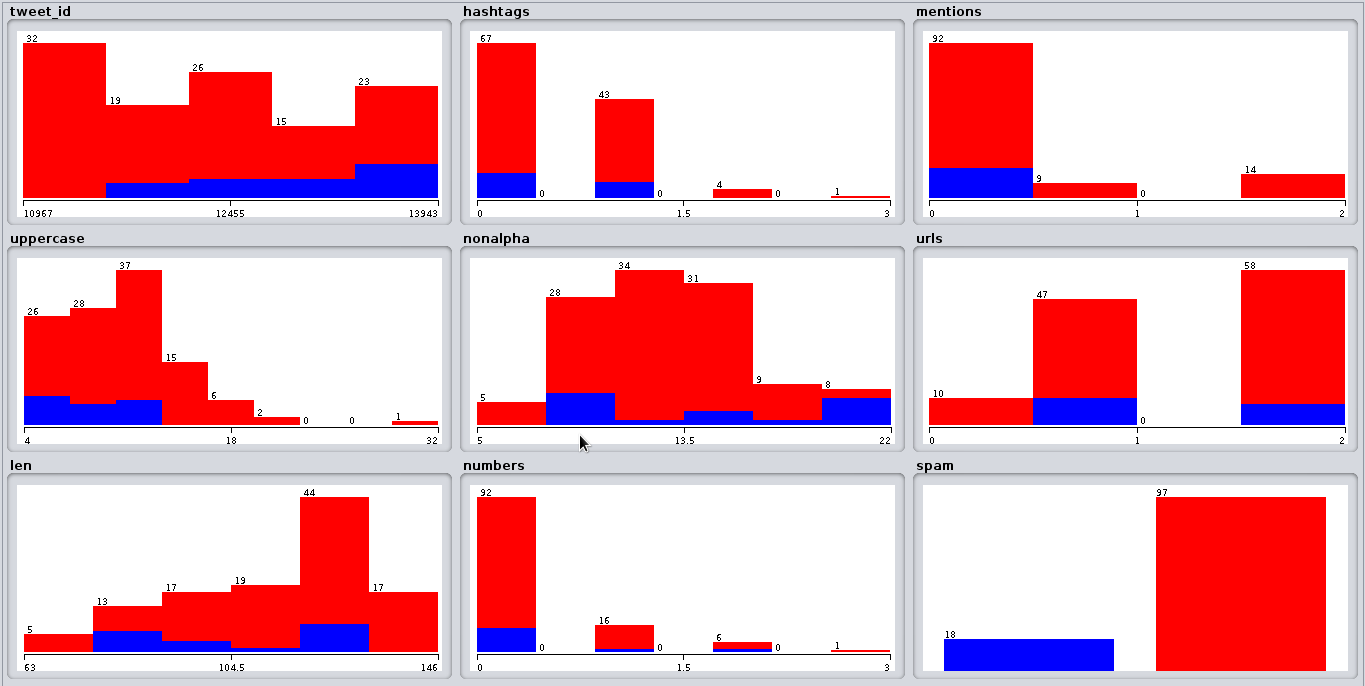 tweet_id
32
19
26
15
23
10967 12455 13943
hashtags
67
0
43
0
4
0
1
0 1.5 3
mentions
92
9
0
14
0 1 2
uppercase
26
28
37
15
6
2
0
0
1
4 18 32
nonalpha
5
28
34
31
9
8
5 13.5 22
urls
10
47
0
58
0 1 2
len
5
13
17
19
44
17
63 104.5 146
numbers
92
0
16
0
6
0
1
0 1.5 3
spam
18
97